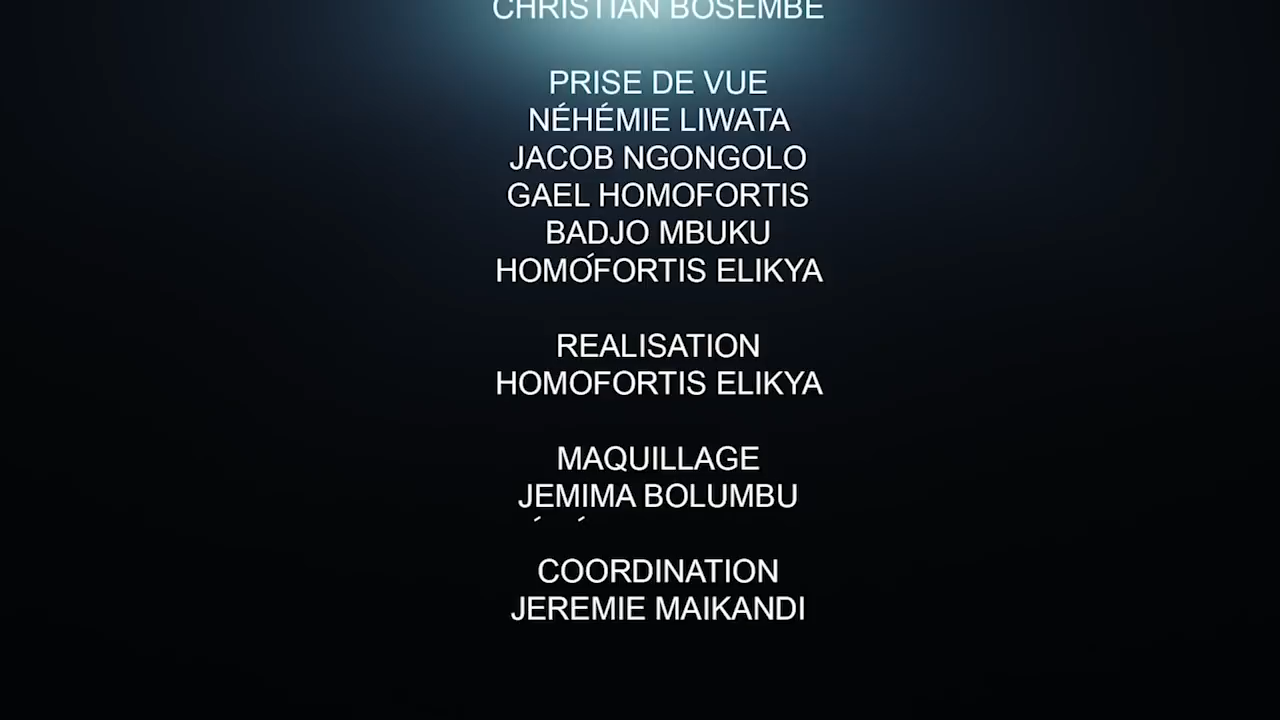 CHRISTIAN BOSEMBE
PRISE DE VUE
NÉHÉMIE LIWATA
JACOB NGONGOLO
GAEL HOMOFORTIS
BADJO MBUKU
HOMOFORTIS ELIKYA
REALISATION
HOMOFORTIS ELIKYA
MAQUILLAGE
JEMIMA BOLUMBU
COORDINATION
JEREMIE MAIKANDI